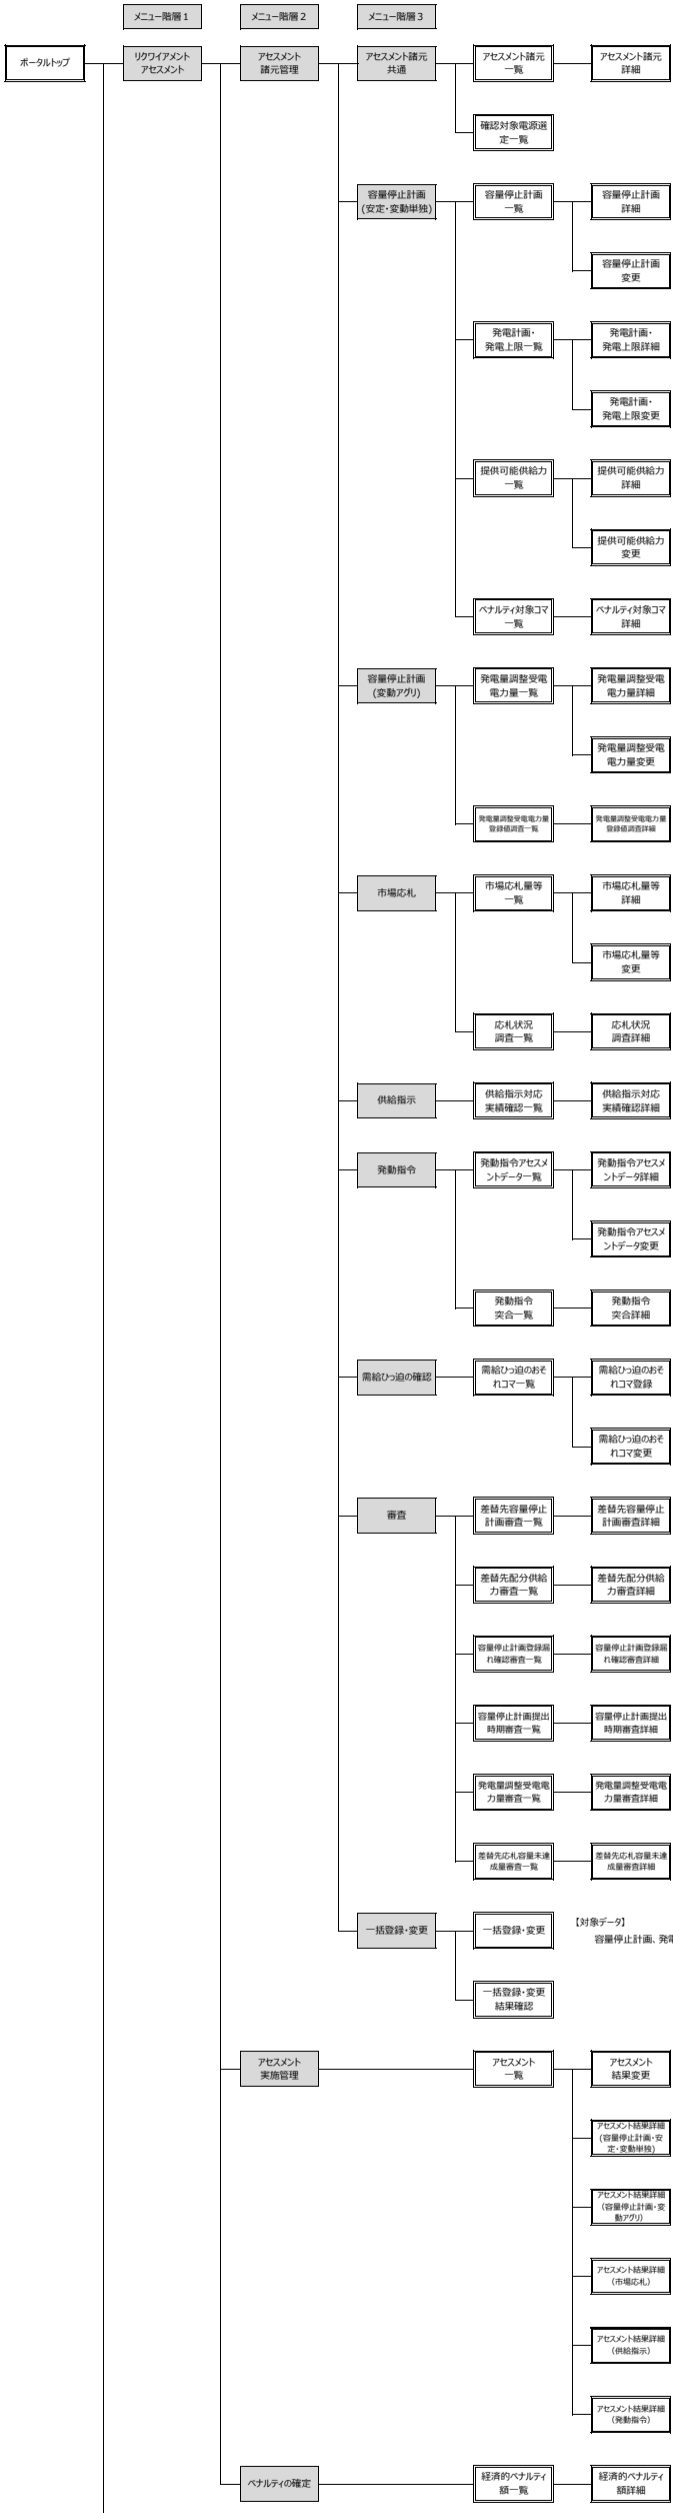 メニュー階層１
メニュー階層２
メニュー階層３
ポータルトップ
リクワイアメント
アセスメント
アセスメント
諸元管理
アセスメント諸元
共通
アセスメント諸元
一覧
アセスメント諸元
詳細
確認対象電源選
定一覧
容量停止計画
(安定・変動単独)
容量停止計画
一覧
容量停止計画
詳細
容量停止計画
変更
発電計画・
発電上限一覧
発電計画・
発電上限詳細
発電計画・
発電上限変更
提供可能供給力
一覧
提供可能供給力
詳細
提供可能供給力
変更
ペナルティ対象コマ
一覧
ペナルティ対象コマ
詳細
容量停止計画
(変動アグリ)
発電量調整受電
電力量一覧
発電量調整受電
電力量詳細
発電量調整受電
電力量変更
発電量調整受電電力量
登録値調査一覧
発電量調整受電電力量
登録値調査詳細
市場応札
市場応札量等
一覧
市場応札量等
詳細
市場応札量等
変更
応札状況
調査一覧
応札状況
調査詳細
供給指示
供給指示対応
実績確認一覧
供給指示対応
実績確認詳細
発動指令
発動指令アセスメ
ントデータ一覧
発動指令アセスメ
ントデータ詳細
発動指令アセスメ
ントデータ変更
発動指令
突合一覧
発動指令
突合詳細
需給ひっ迫の確認
需給ひっ迫のおそ
れコマ一覧
需給ひっ迫のおそ
れコマ登録
需給ひっ迫のおそ
れコマ変更
審査
差替先容量停止
計画審査一覧
差替先容量停止
計画審査詳細
差替先配分供給
力審査一覧
差替先配分供給
力審査詳細
容量停止計画登録漏
れ確認審査一覧
容量停止計画登録漏
れ確認審査詳細
容量停止計画提出
時期審査一覧
容量停止計画提出
時期審査詳細
発電量調整受電電
力量審査一覧
発電量調整受電電
力量審査詳細
差替先応札容量未達
成量審査一覧
差替先応札容量未達
成量審査詳細
一括登録・変更
一括登録・変更
【対象データ】
容量停止計画、発電
一括登録・変更
結果確認
アセスメント
実施管理
アセスメント
一覧
アセスメント
結果変更
アセスメント結果詳細
(容量停止計画・安
定・変動単独)
アセスメント結果詳細
（容量停止計画・変
動アグリ）
アセスメント結果詳細
（市場応札）
アセスメント結果詳細
（供給指示）
アセスメント結果詳細
（発動指令）
ペナルティの確定
経済的ペナルティ
額一覧
経済的ペナルティ
額詳細